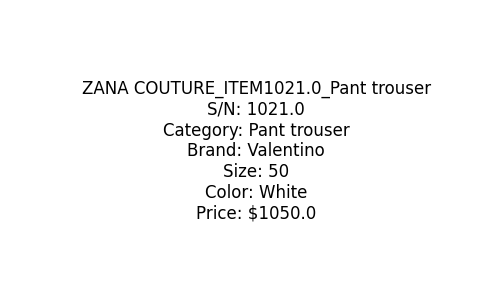 ZANA COUTURE_ITEM1021.0_Pant trouser
S/N: 1021.0
Category: Pant trouser
Brand: Valentino
Size: 50
Color: White
Price: $1050.0